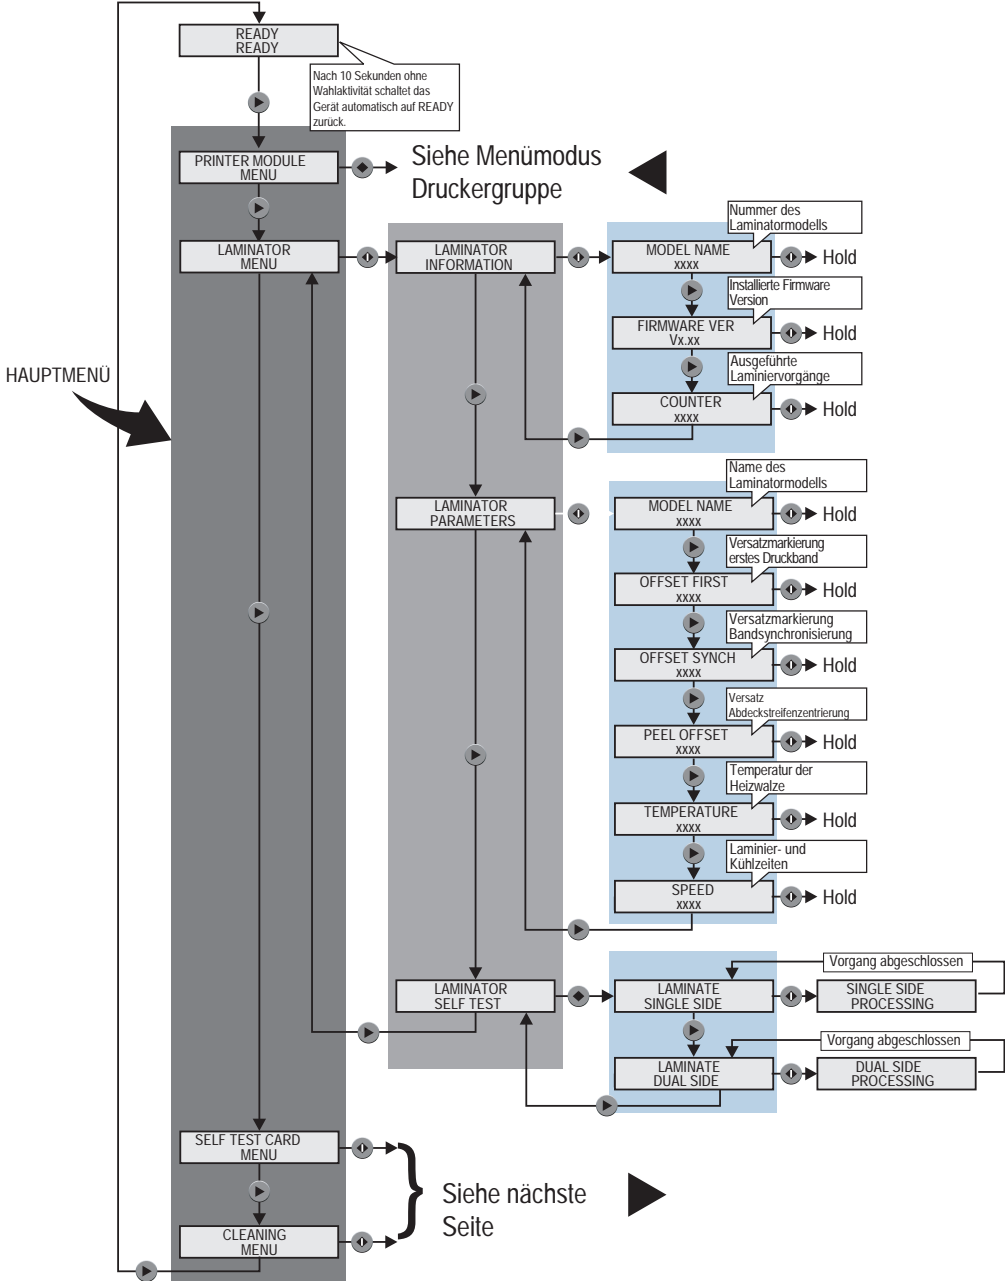 READY
READY
Nach 10 Sekunden ohne
Wahlaktivität schaltet das
Gerät automatisch auf READY
zurück.
PRINTER MODULE
MENU
Siehe Menümodus
Druckergruppe
LAMINATOR
MENU
LAMINATOR
INFORMATION
Nummer des
Laminatormodells
MODEL NAME
xxxx
Hold
Installierte Firmware
Version
FIRMWARE VER
Vx.xx
Hold
Ausgeführte
Laminiervorgänge
COUNTER
xxxx
Hold
HAUPTMENÜ
LAMINATOR
PARAMETERS
Name des
Laminatormodells
MODEL NAME
xxxx
Hold
Versatzmarkierung
erstes Druckband
OFFSET FIRST
xxxx
Hold
Versatzmarkierung
Bandsynchronisierung
OFFSET SYNCH
xxxx
Hold
Versatz
Abdeckstreifenzentrierung
PEEL OFFSET
xxxx
Hold
Temperatur der
Heizwalze
TEMPERATURE
xxxx
Hold
Laminier- und
Kühlzeiten
SPEED
xxxx
Hold
LAMINATOR
SELF TEST
LAMINATE
SINGLE SIDE
Vorgang abgeschlossen
SINGLE SIDE
PROCESSING
LAMINATE
DUAL SIDE
Vorgang abgeschlossen
DUAL SIDE
PROCESSING
SELF TEST CARD
MENU
CLEANING
MENU
Siehe nächste
Seite